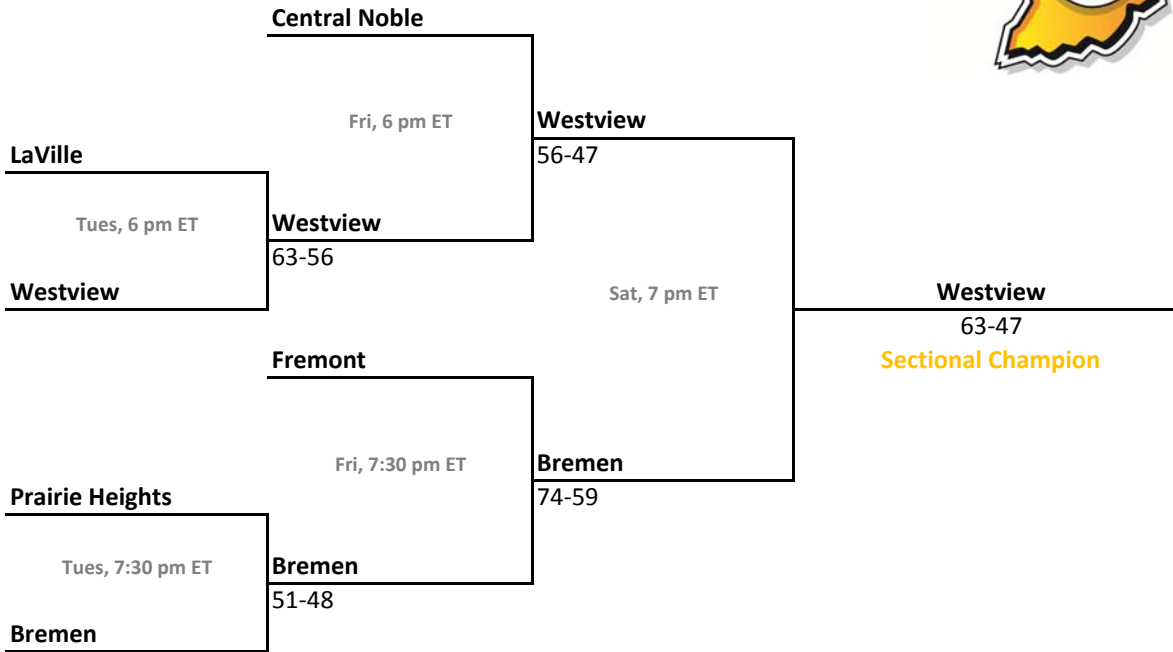 Central Noble
Fri, 6 pm ET
Westview
LaVille
56-47
Tues, 6 pm ET
Westview
63-56
Westview
Sat, 7 pm ET
Westview
63-47
Fremont
Sectional Champion
Fri, 7:30 pm ET
Bremen
Prairie Heights
74-59
Tues, 7:30 pm ET
Bremen
51-48
Bremen